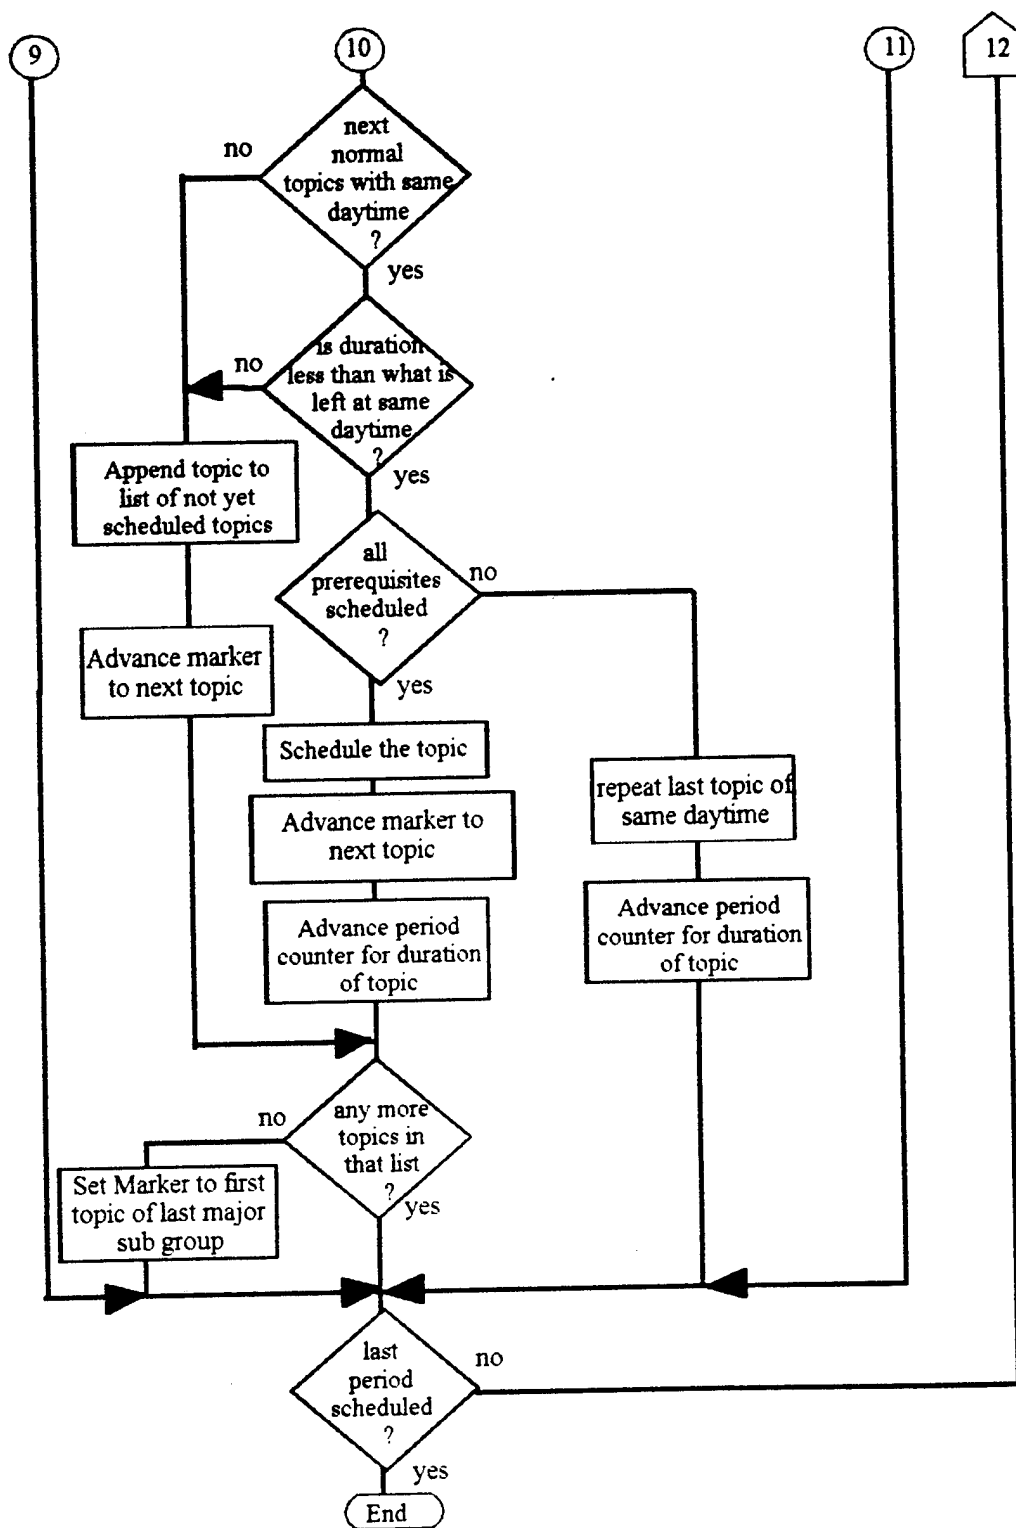 9
10
11
12
next
normal
topics with same
daytime
?
no
yes
is duration
less than what is
left at same
daytime
?
no
yes
Append topic to
list of not yet
scheduled topics
all
prerequisites
scheduled
?
no
yes
Advance marker
to next topic
Schedule the topic
repeat last topic of
same daytime
Advance marker to
next topic
Advance period
counter for duration
of topic
Advance period
counter for duration
of topic
any more
topics in
that list
?
no
yes
Set Marker to first
topic of last major
sub group
last
period
scheduled
?
no
yes
End